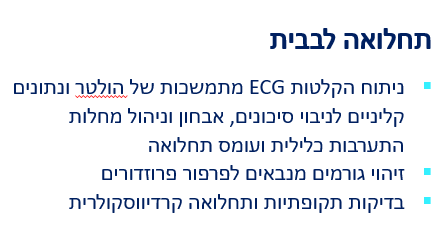 תחלואה לבבית
ניתוח הקלטות ECG מתמשכות של הולטר ונתונים
קליניים לניבוי סיכונים, אבחון וניהול מחלות
התערבות כלילית ועומס תחלואה
זיהוי גורמים מנבאים לפרפור פרוזדורים
בדיקות תקופתיות ותחלואה קרדיווסקולרית